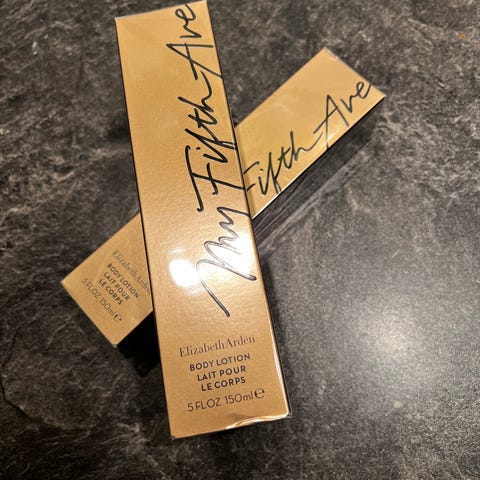 My Fifth Ave
Elizabeth Arden
BODY LOTION
LAIT POUR
LE CORPS
5 FL OZ 150ml℮
My Fifth Ave
Elizabeth Arden
BODY LOTION
LAIT POUR
LE CORPS
5 FL OZ 150ml℮